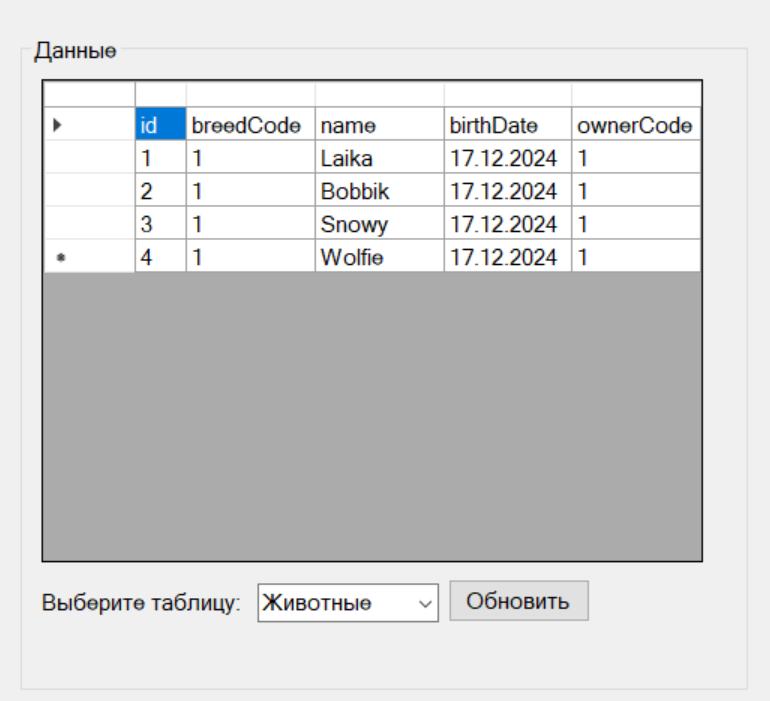 Данные
id breedCode name birthDate ownerCode
1 1 Laika 17.12.2024 1
2 1 Bobbik 17.12.2024 1
3 1 Snowy 17.12.2024 1
4 1 Wolfie 17.12.2024 1
Выберите таблицу: Животные Обновить